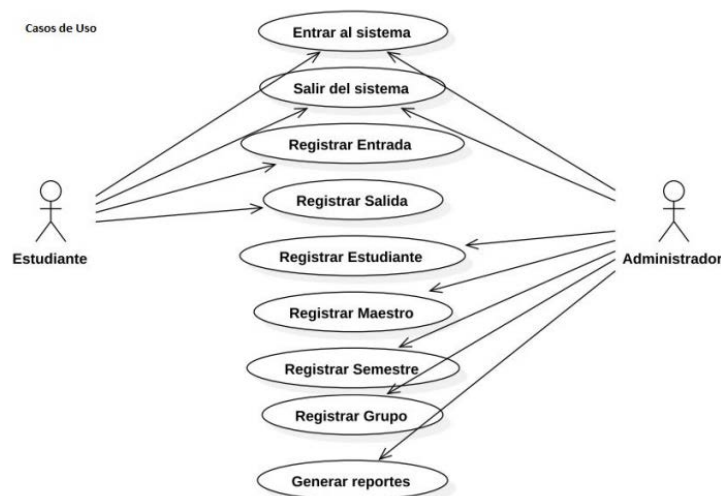 Casos de Uso
Entrar al sistema
Salir del sistema
Registrar Entrada
Registrar Salida
Estudiante
Registrar Estudiante
Administrador
Registrar Maestro
Registrar Semestre
Registrar Grupo
Generar reportes